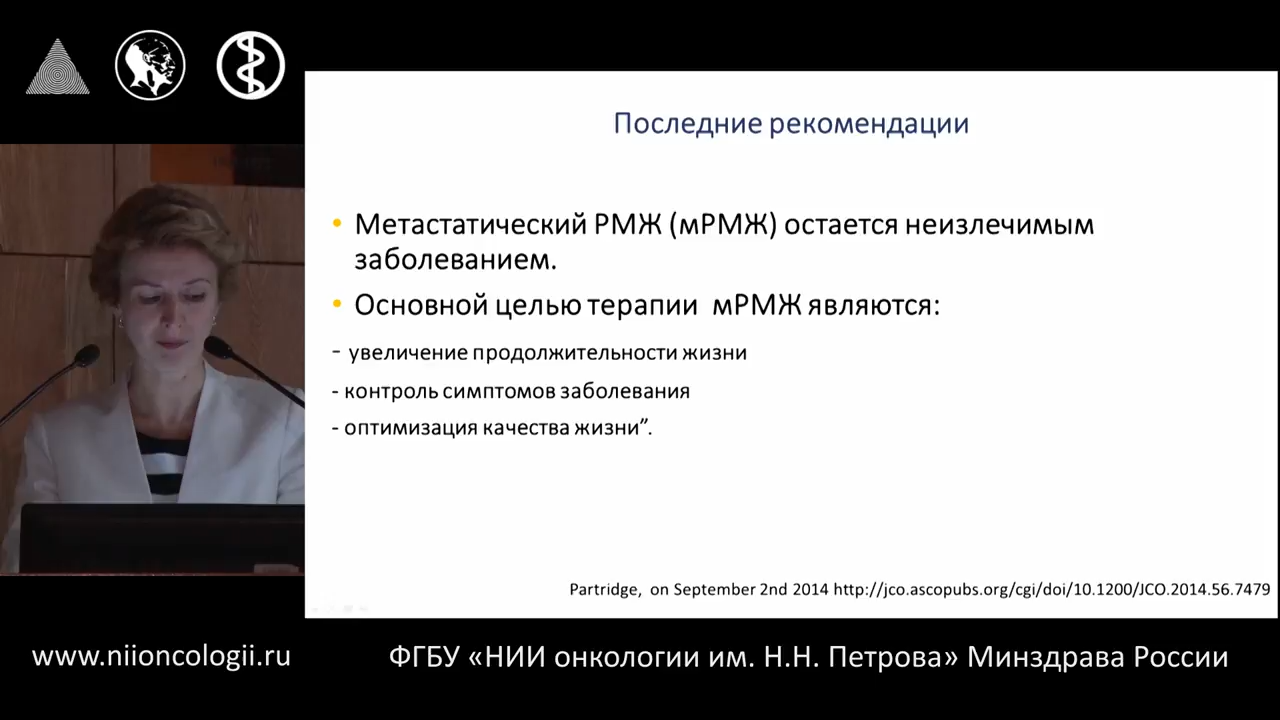 Последние рекомендации
• Метастатический РМЖ (мРМЖ) остается неизлечимым
заболеванием.
• Основной целью терапии мРМЖ являются:
- увеличение продолжительности жизни
- контроль симптомов заболевания
- оптимизация качества жизни”.
Partridge, on September 2nd 2014 http://jco.ascopubs.org/cgi/doi/10.1200/JCO.2014.56.7479
www.niioncologii.ru
ФГБУ «НИИ онкологии им. Н.Н. Петрова» Минздрава России